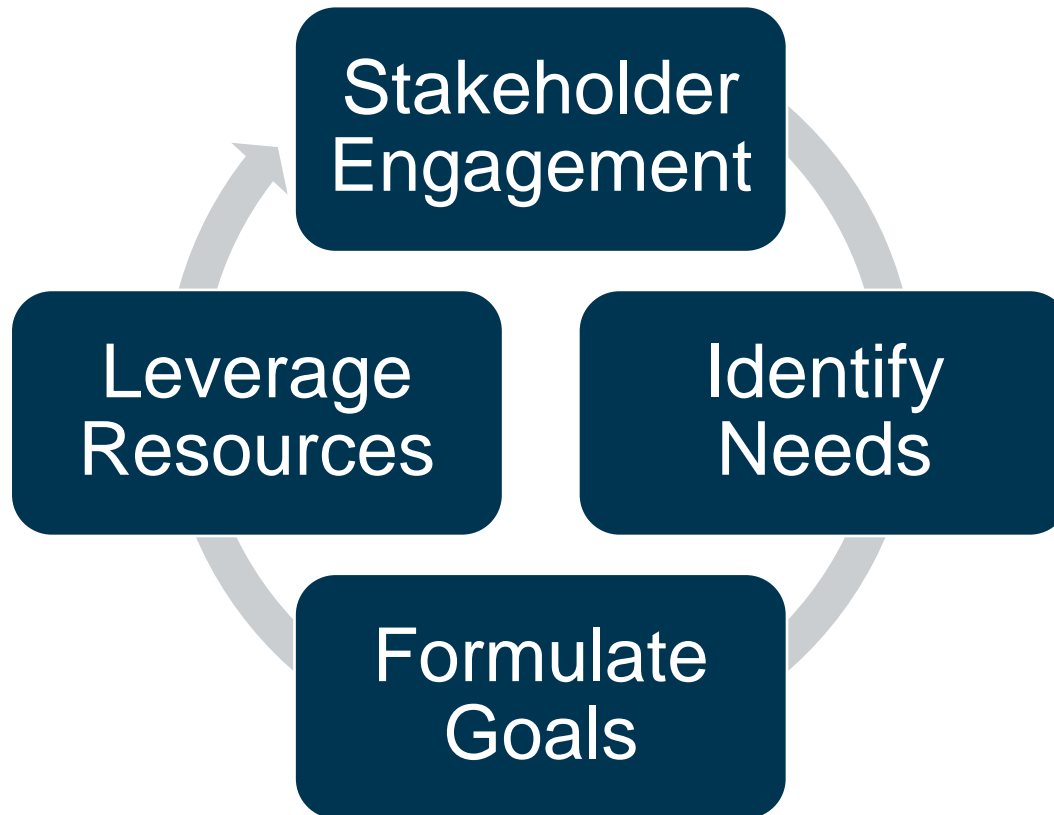 Stakeholder
Engagement
Identify
Needs
Formulate
Goals
Leverage
Resources